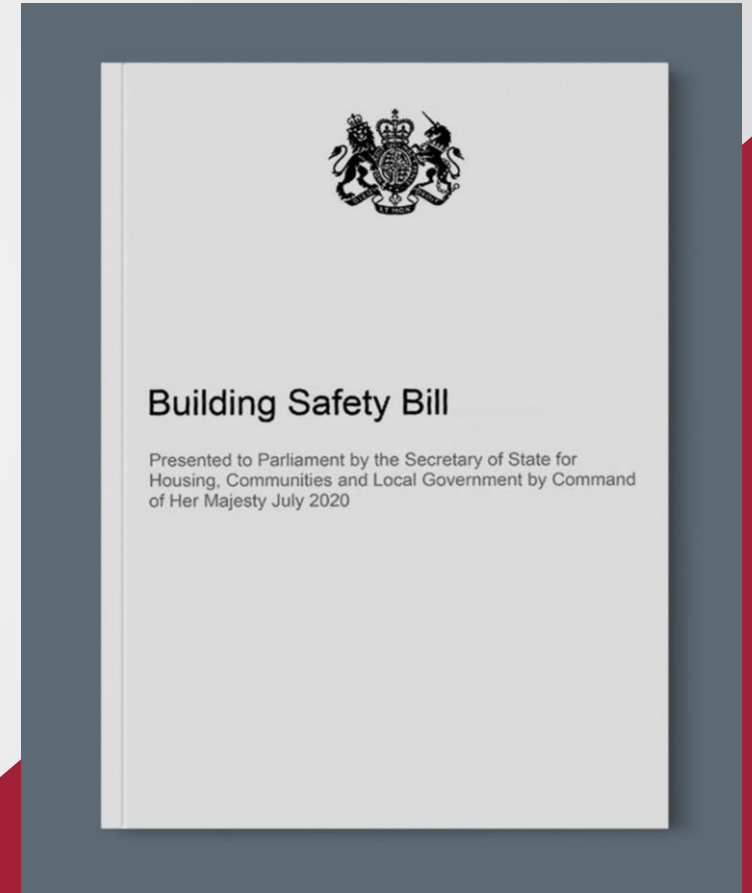 Building Safety Bill
Presented to Parliament by the Secretary of State for
Housing, Communities and Local Government by Command
of Her Majesty July 2020